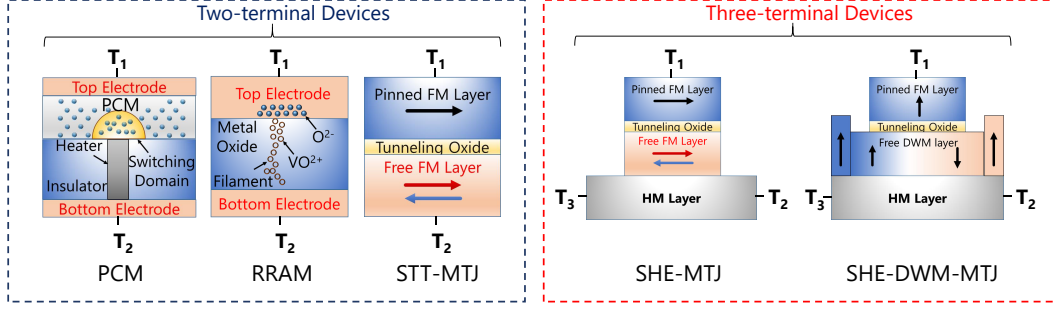 Two-terminal Devices
T1
Top Electrode
PCM
Heater
Insulator
Switching
Domain
Bottom Electrode
T2
PCM
T1
Top Electrode
Metal
Oxide
O2-
VO2+
Filament
Bottom Electrode
T2
RRAM
T1
Pinned FM Layer
Tunneling Oxide
Free FM Layer
T2
STT-MTJ
Three-terminal Devices
T1
Pinned FM Layer
Tunneling Oxide
Free FM Layer
T3
HM Layer
T2
SHE-MTJ
T1
Pinned FM Layer
Tunneling Oxide
Free DWM layer
T3
HM Layer
T2
SHE-DWM-MTJ